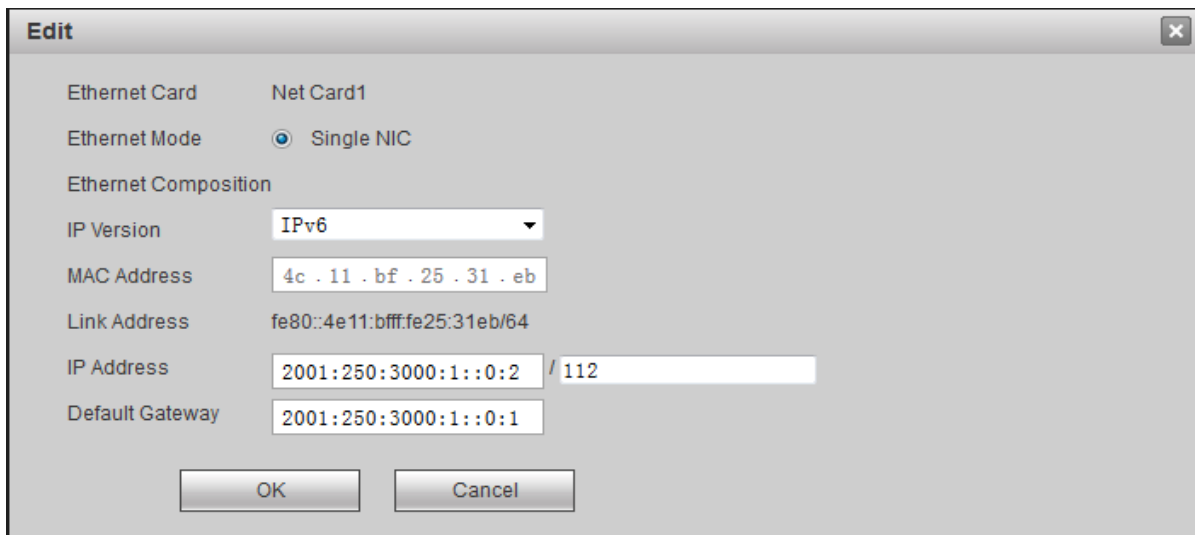 Edit
Ethernet Card Net Card1
Ethernet Mode Single NIC
Ethernet Composition
IP Version IPv6
MAC Address 4c . 11 . bf . 25 . 31 . eb
Link Address fe80::4e11:bfff:fe25:31eb/64
IP Address 2001:250:3000:1::0:2 / 112
Default Gateway 2001:250:3000:1::0:1
OK Cancel